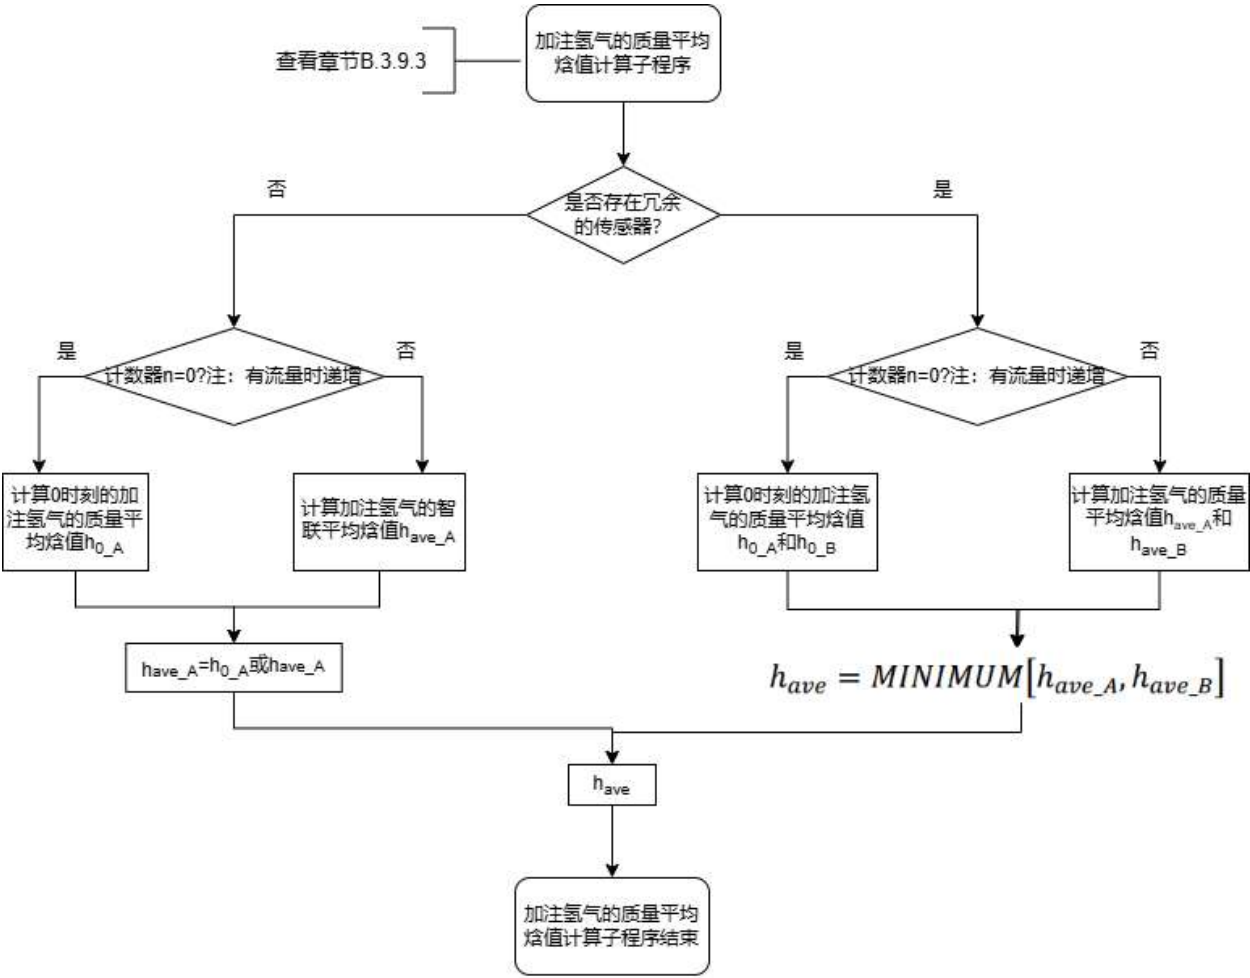 加注氢气的质量平均
焓值计算子程序
查看章节B.3.9.3
否
是
是否存在冗余
的传感器?
是
否
是
否
计数器n=0?注：有流量时递增
计数器n=0?注：有流量时递增
计算0时刻的加
注氢气的质量平
均焓值h0_A
计算加注氢气的智
联平均焓值have_A
计算0时刻的加注氢
气的质量平均焓值
h0_A和h0_B
计算加注氢气的质量
平均焓值have_A和
have_B
have_A=h0_A或have_A
have = MINIMUM[have_A, have_B]
have
加注氢气的质量平均
焓值计算子程序结束